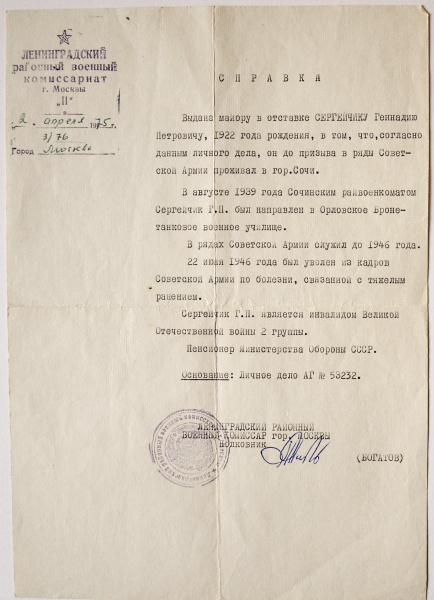 ЛЕНИНГРАДСКИЙ
районный военный
комиссариат
г. Москвы
"II"
2 апреля 1975 г.
3/76
Город Москва
СПРАВКА
Выдана майору в отставке СЕРГЕЙЧИКУ Геннадию
Петровичу, 1922 года рождения, в том, что,согласно
данным личного дела, он до призыва в ряды Совет-
ской Армии проживал в гор.Сочи.
В августе 1939 года Сочинским райвоенкоматом
Сергейчик Г.П. был направлен в Орловское Броне-
танковое военное училище.
В рядах Советской Армии служил до 1946 года.
22 июня 1946 года был уволен из кадров
Советской Армии по болезни, связанной с тяжелым
ранением.
Сергейчик Г.П. является инвалидом Великой
Отечественной войны 2 группы.
Пенсионер Министерства Обороны СССР.
Основание: Личное дело АГ № 53232.
ЛЕНИНГРАДСКИЙ РАЙОННЫЙ
ВОЕННЫЙ КОМИССАР гор. МОСКВЫ
полковник
(БОГАТОВ)